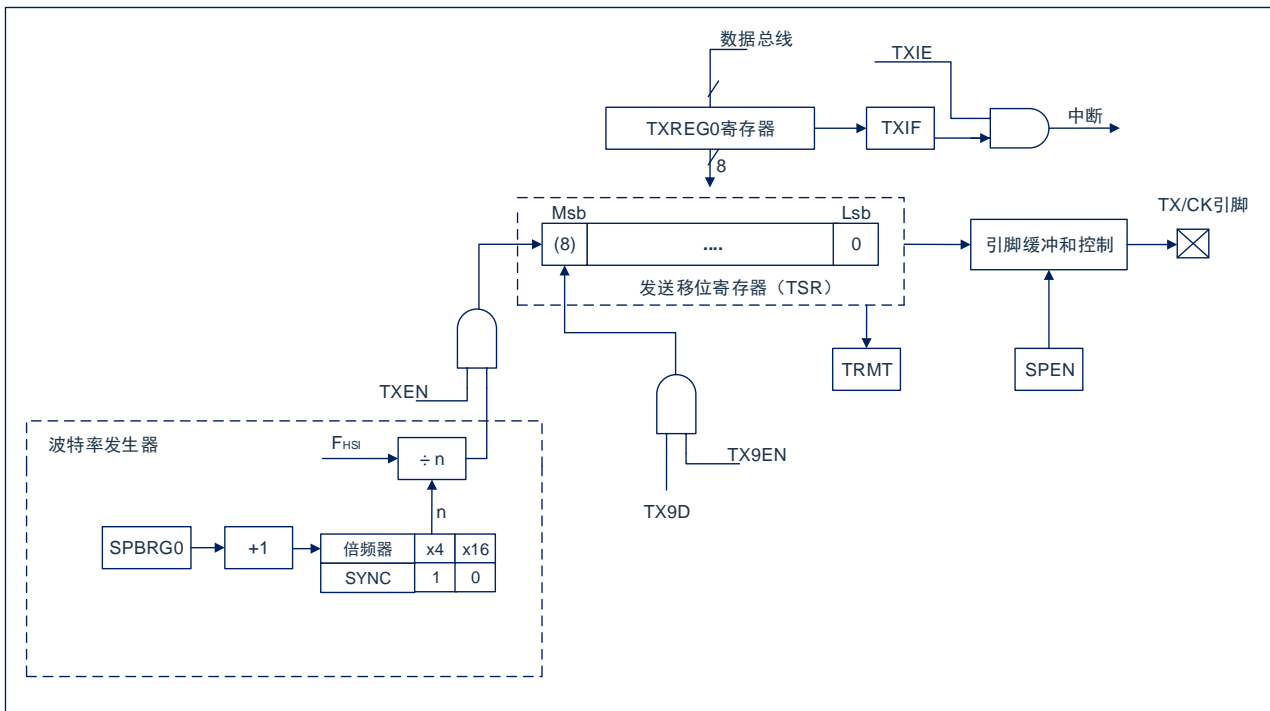 数据总线
TXIE
TXREG0寄存器
TXIF
中断
8
Msb
Lsb
TX/CK引脚
(8)
....
0
引脚缓冲和控制
发送移位寄存器（TSR）
TRMT
SPEN
TXEN
波特率发生器
FHSI
÷ n
TX9EN
TX9D
n
SPBRG0
+1
倍频器 x4 x16
SYNC 1 0